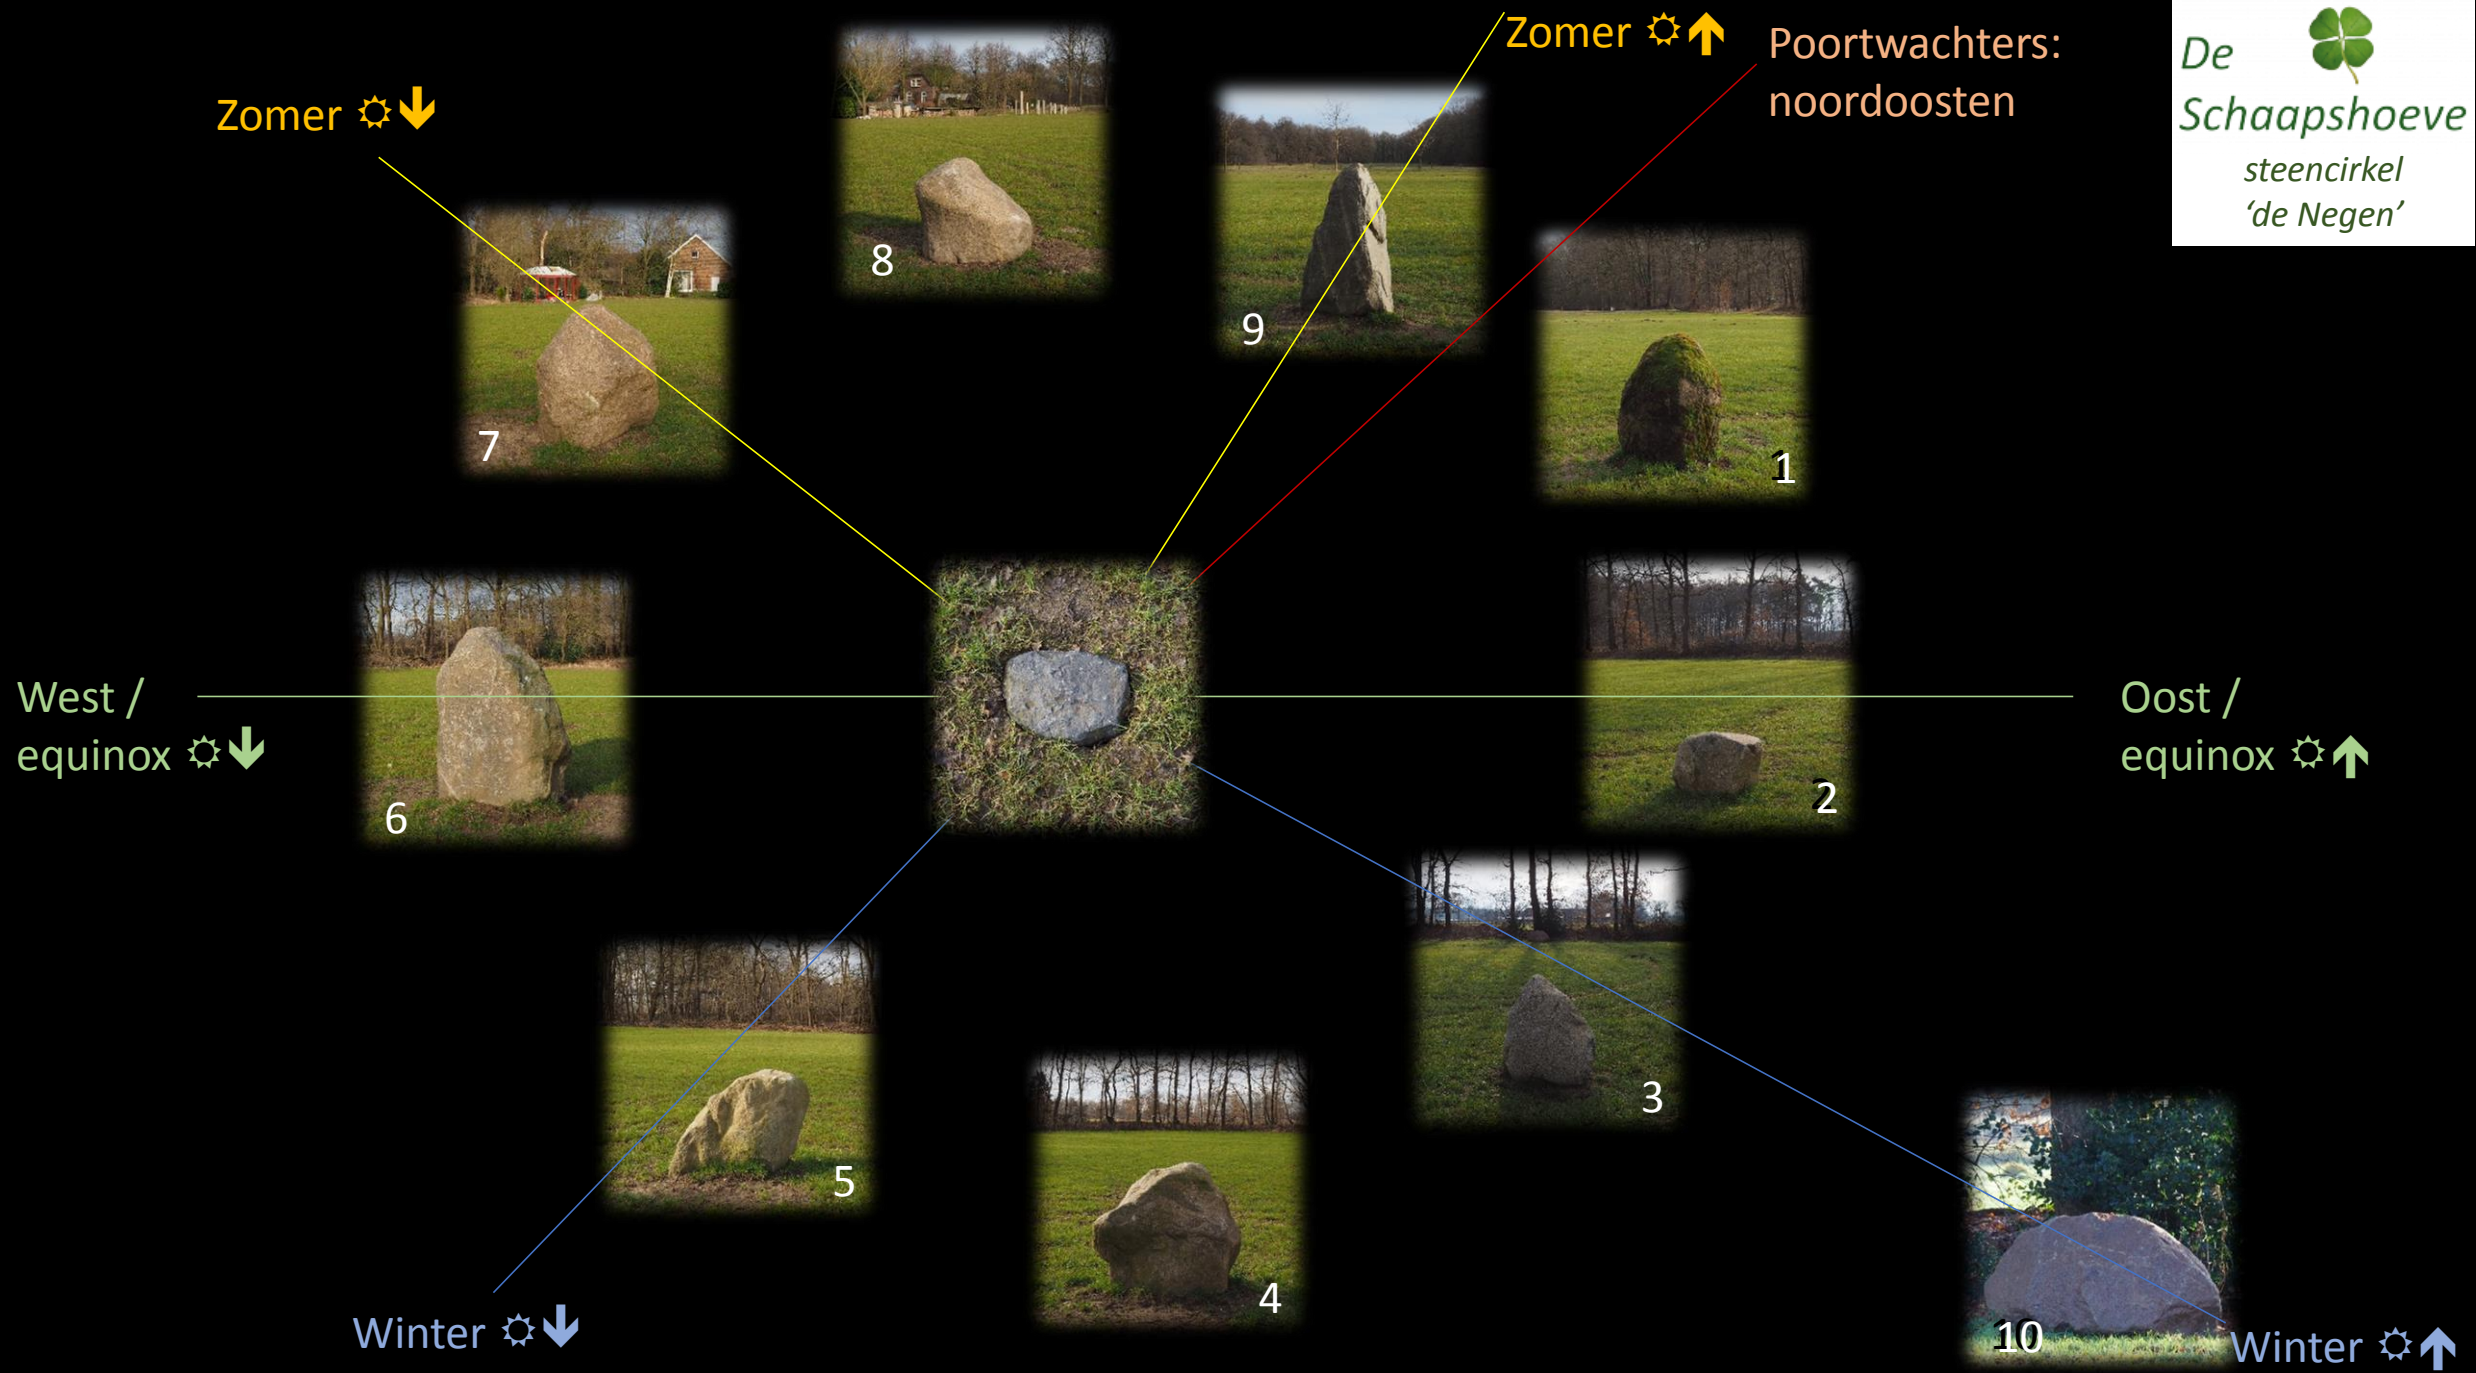 Zomer ☼🡅
Poortwachters:
noordoosten
De
Schaapshoeve
steencirkel
‘de Negen’
Zomer ☼🡇
8
9
7
1
West /
equinox ☼🡇
Oost /
equinox ☼🡅
6
2
3
5
4
10
Winter ☼🡇
Winter ☼🡅